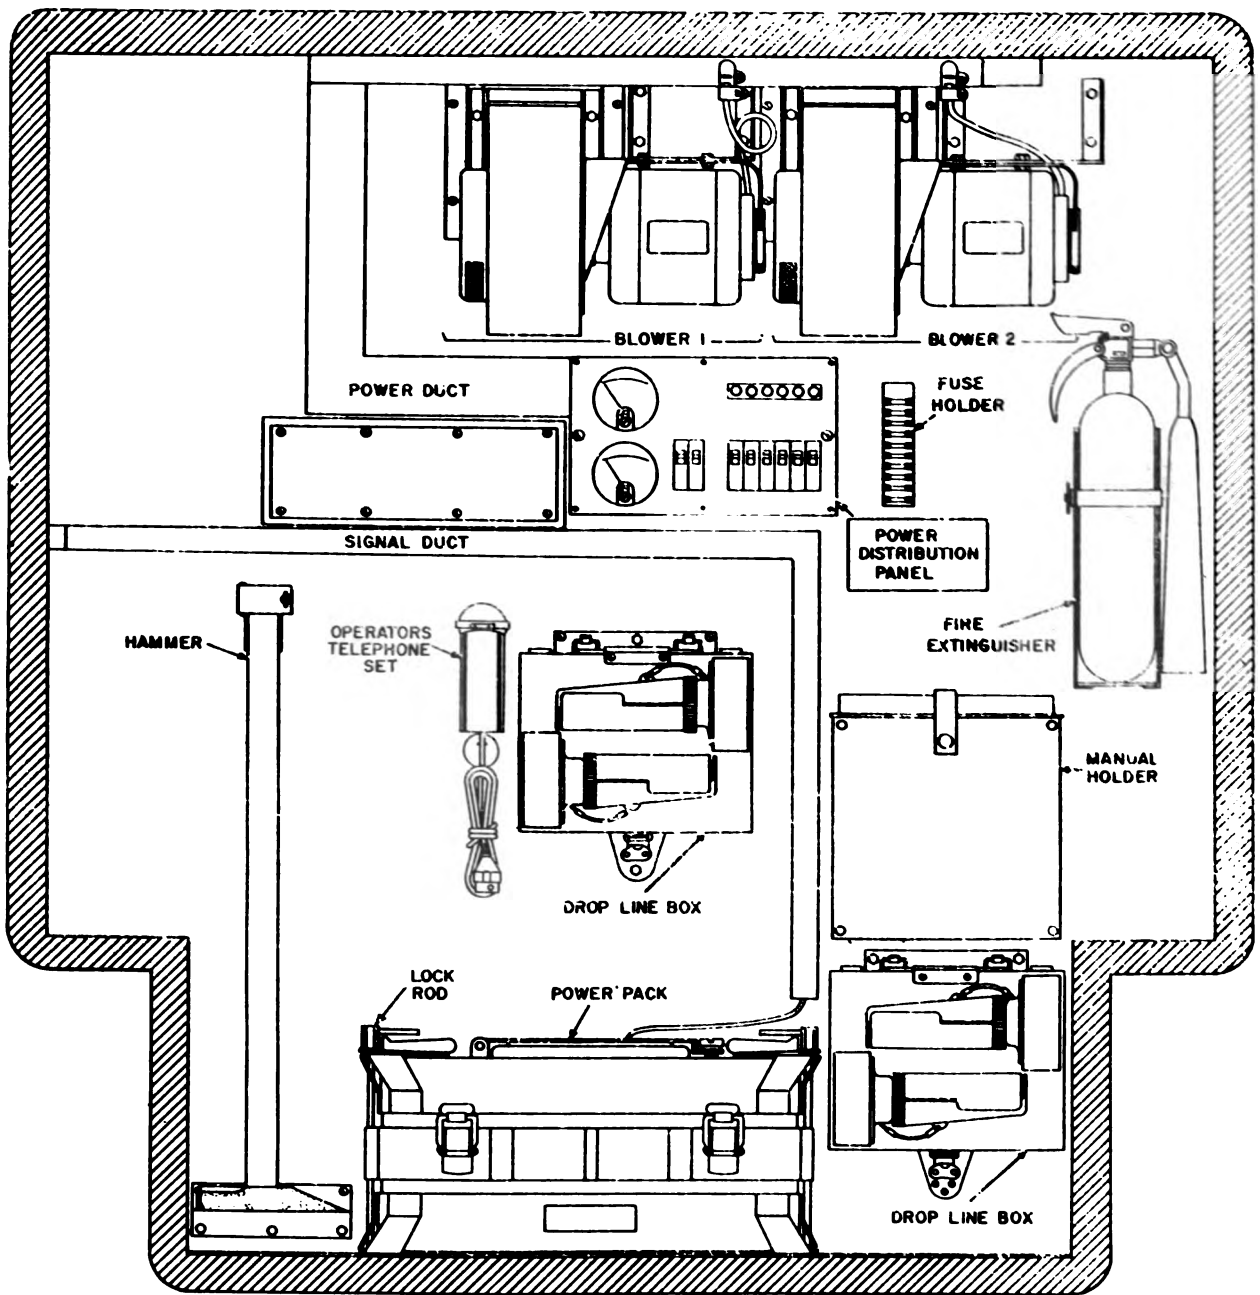 BLOWER 1
BLOWER 2
POWER DUCT
FUSE
HOLDER
POWER
DISTRIBUTION
PANEL
SIGNAL DUCT
HAMMER
OPERATORS
TELEPHONE
SET
FIRE
EXTINGUISHER
MANUAL
HOLDER
DROP LINE BOX
LOCK
ROD
POWER PACK
DROP LINE BOX